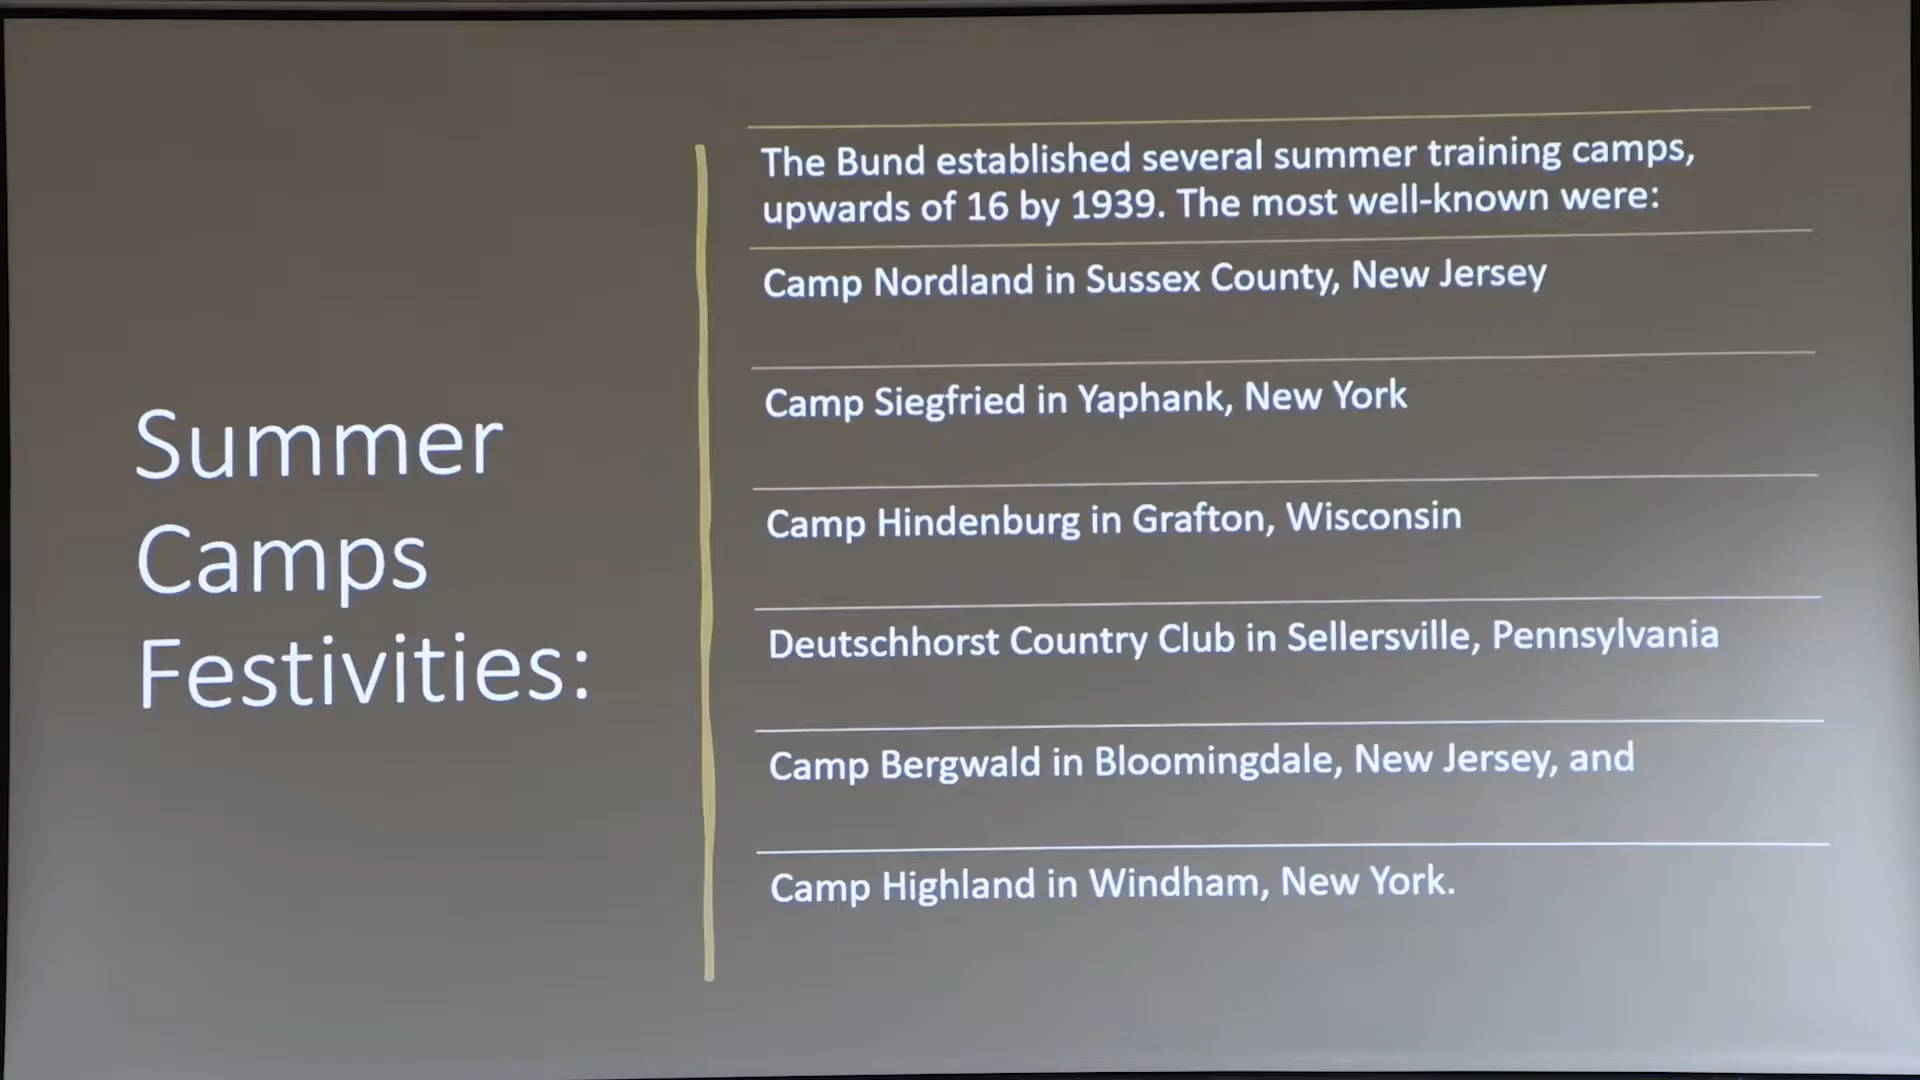 Summer
Camps
Festivities:
The Bund established several summer training camps,
upwards of 16 by 1939. The most well-known were:
Camp Nordland in Sussex County, New Jersey
Camp Siegfried in Yaphank, New York
Camp Hindenburg in Grafton, Wisconsin
Deutschhorst Country Club in Sellersville, Pennsylvania
Camp Bergwald in Bloomingdale, New Jersey, and
Camp Highland in Windham, New York.